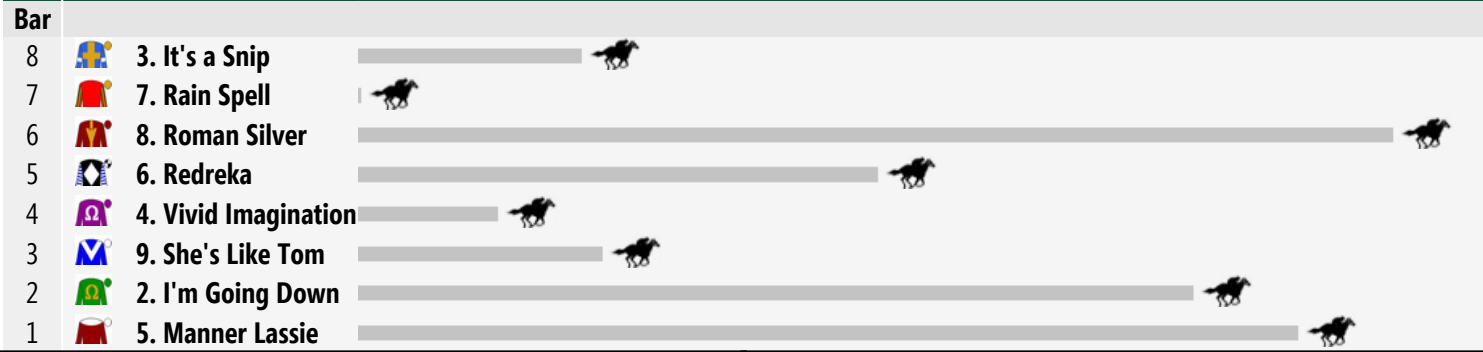 Bar
8 3. It's a Snip
7 7. Rain Spell
6 8. Roman Silver
5 6. Redreka
4 Ω 4. Vivid Imagination
3 9. She's Like Tom
2 Ω 2. I'm Going Down
1 5. Manner Lassie